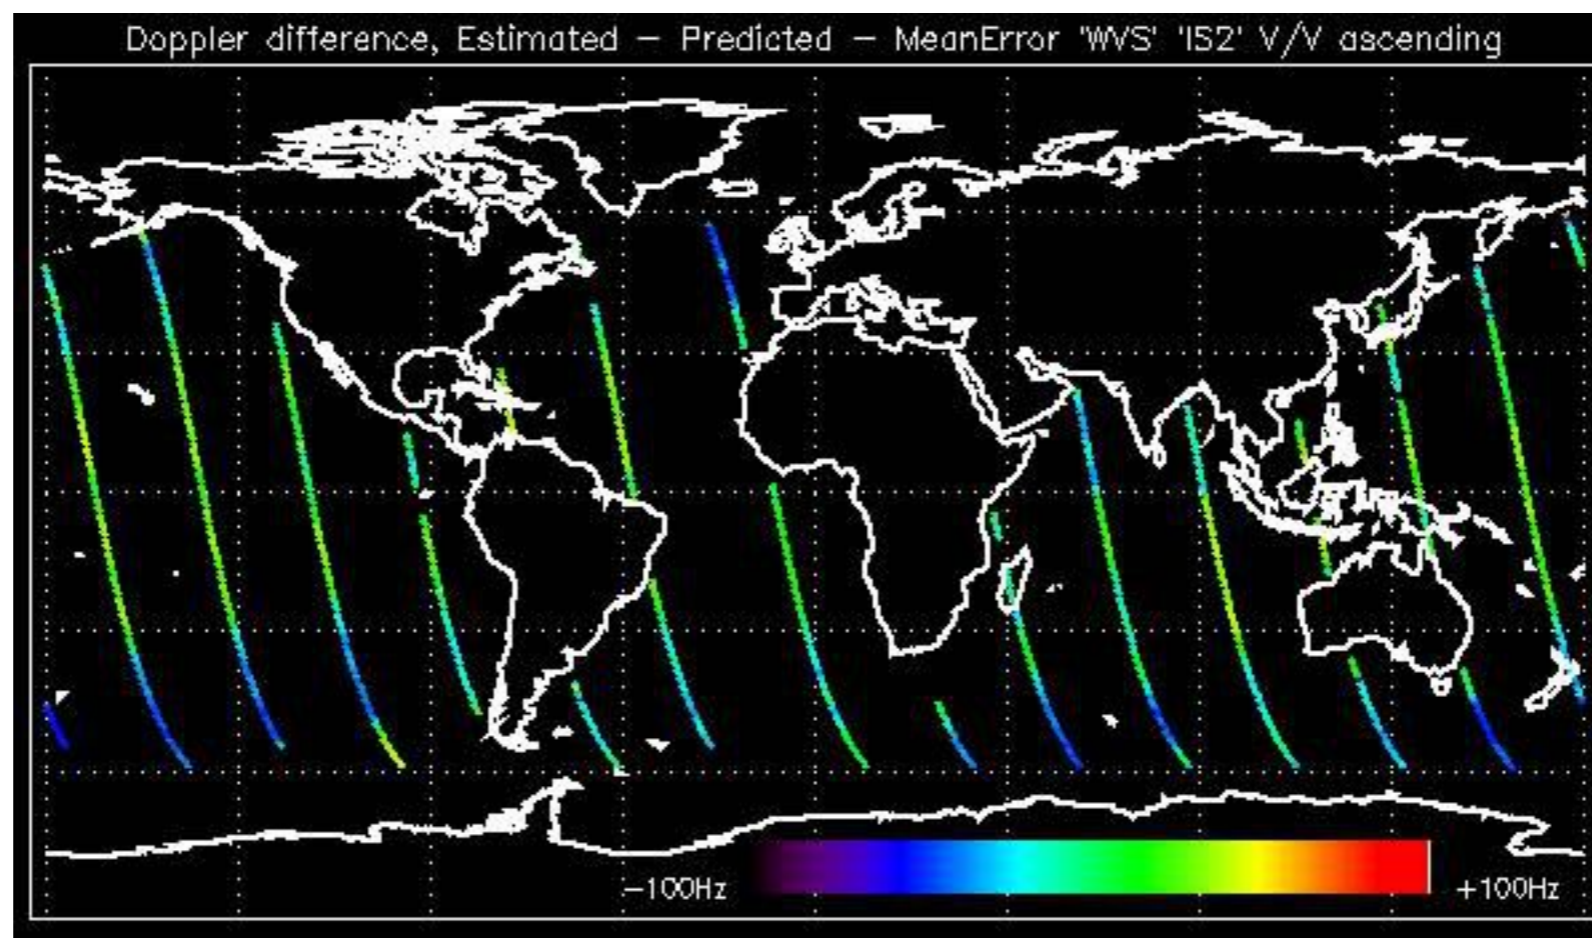 Doppler difference, Estimated – Predicted – MeanError 'WVS' 'IS2' V/V ascending
-100Hz
+100Hz